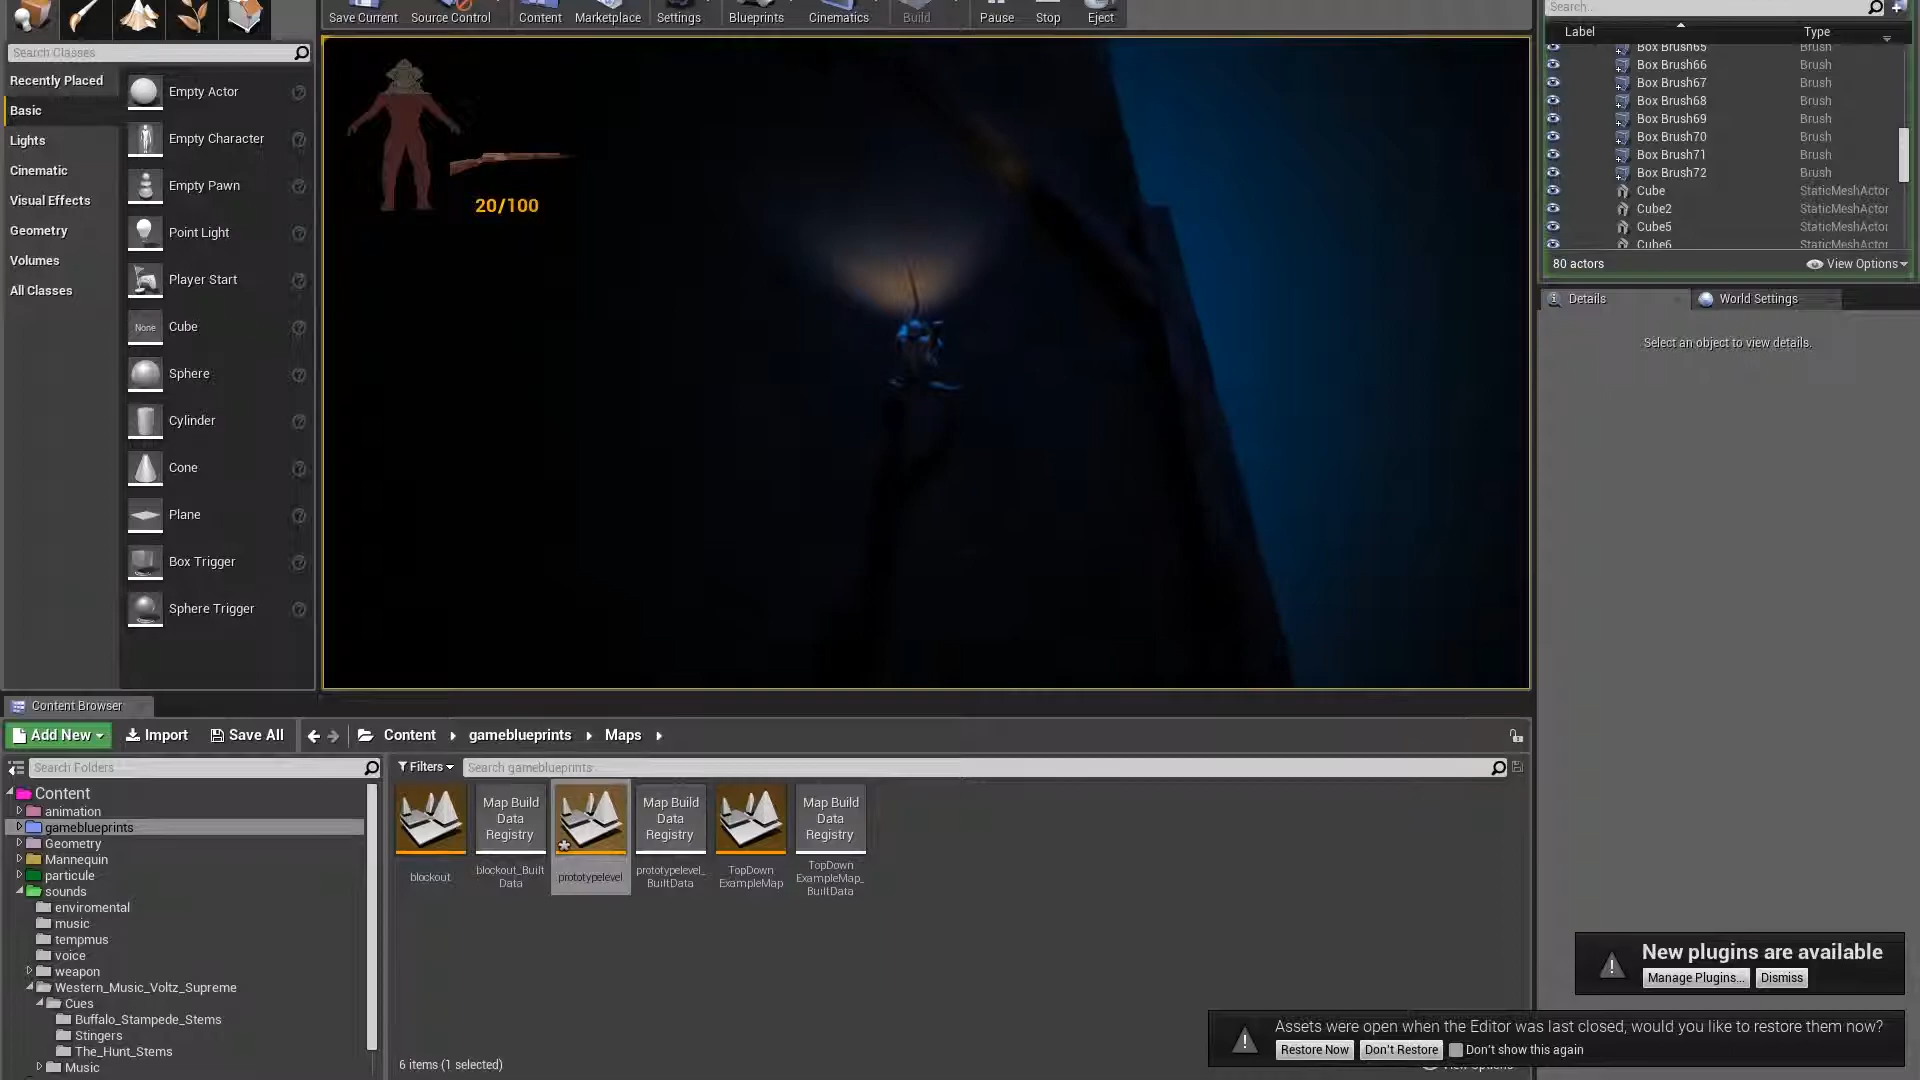 Save Current
Source Control
Content
Marketplace
Settings
Blueprints
Cinematics
Build
Pause
Stop
Eject
Search Classes
Recently Placed
Basic
Lights
Cinematic
Visual Effects
Geometry
Volumes
All Classes
Empty Actor
Empty Character
Empty Pawn
Point Light
Player Start
None
Cube
Sphere
Cylinder
Cone
Plane
Box Trigger
Sphere Trigger
20/100
Search...
Label Type
Box Brush65 Brush
Box Brush66 Brush
Box Brush67 Brush
Box Brush68 Brush
Box Brush69 Brush
Box Brush70 Brush
Box Brush71 Brush
Box Brush72 Brush
Cube StaticMeshActor
Cube2 StaticMeshActor
Cube5 StaticMeshActor
Cube6 StaticMeshActor
80 actors
View Options
Details
World Settings
Select an object to view details.
Content Browser
Add New
Import
Save All
Content
gameblueprints
Maps
Search Folders
Filters
Search gameblueprints
Content
animation
gameblueprints
Geometry
Mannequin
particule
sounds
enviromental
music
tempmus
voice
weapon
Western_Music_Voltz_Supreme
Cues
Buffalo_Stampede_Stems
Stingers
The_Hunt_Stems
Music
blockout
Map Build
Data
Registry
blockout_Built
Data
prototypelevel
Map Build
Data
Registry
prototypelevel_
BuiltData
TopDown
ExampleMap
Map Build
Data
Registry
TopDown
ExampleMap_
BuiltData
6 items (1 selected)
View Options
New plugins are available
Manage Plugins...
Dismiss
Assets were open when the Editor was last closed, would you like to restore them now?
Restore Now
Don't Restore
Don't show this again